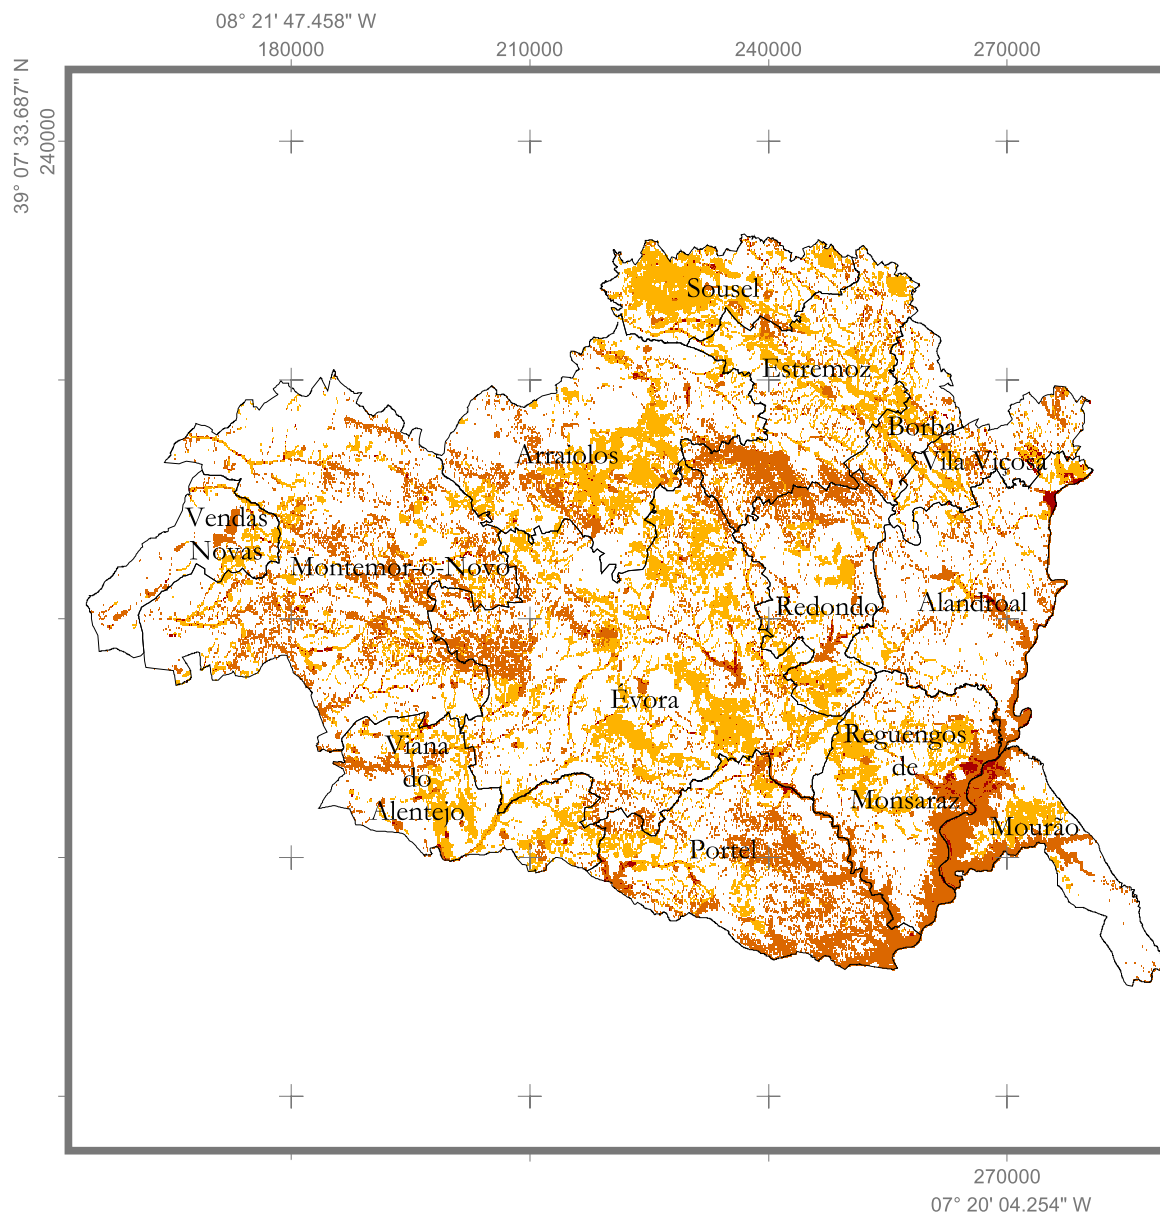 08° 21' 47.458" W
180000 210000 240000 270000
39° 07' 33.687" N
240000
Sousel
Estremoz
Borba
Arraiolos
Vila Viçosa
Vendas
Novas
Montemor-o-Novo
Redondo
Alandroal
Évora
Reguengos
de
Monsaraz
Viana
do
Alentejo
Mourão
Portel
270000
07° 20' 04.254" W